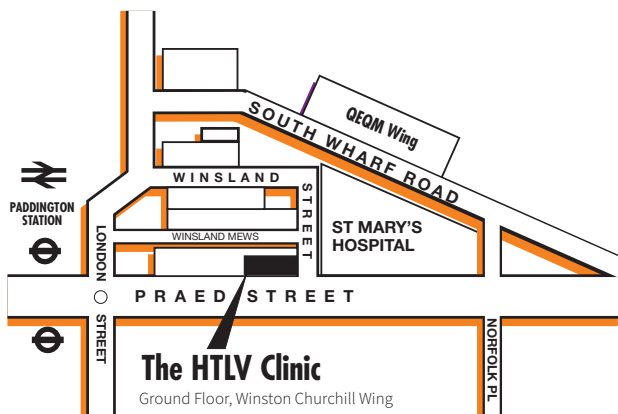 QEQM Wing
SOUTH WHARF ROAD
WINSLAND
STREET
PADDINGTON
STATION
LONDON
STREET
WINSLAND MEWS
ST MARY'S
HOSPITAL
PRAED STREET
NORFOLK PL
The HTLV Clinic
Ground Floor, Winston Churchill Wing